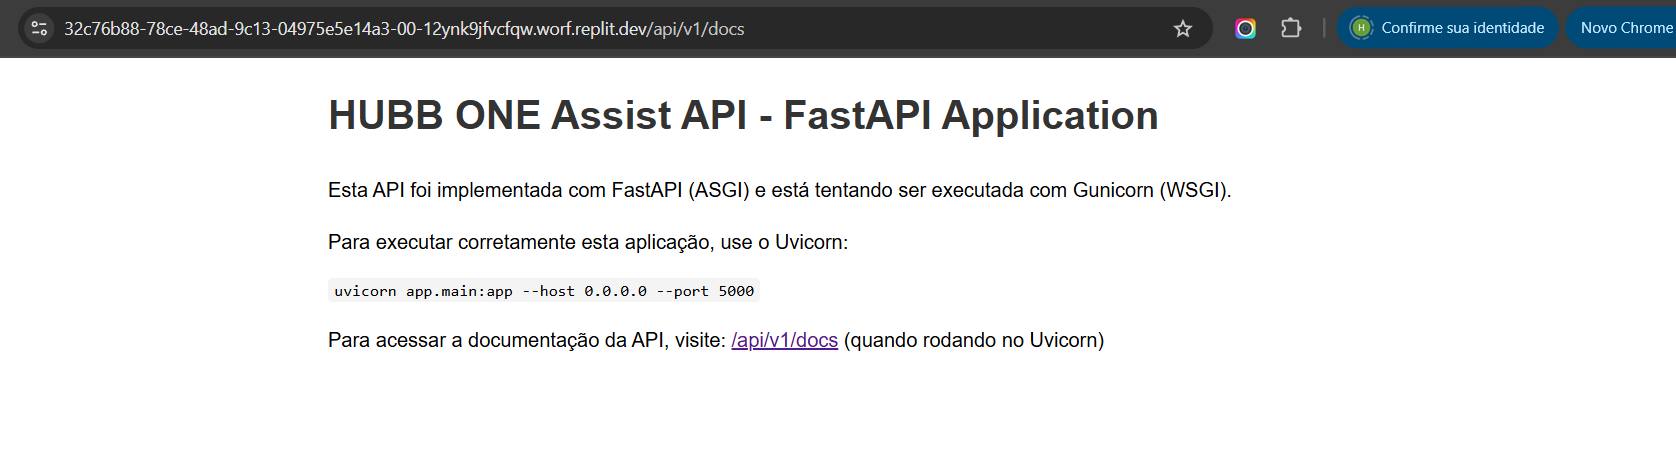 32c76b88-78ce-48ad-9c13-04975e5e14a3-00-12ynk9jfvcfqw.worf.replit.dev/api/v1/docs
H
Confirme sua identidade
Novo Chrome
HUBB ONE Assist API - FastAPI Application
Esta API foi implementada com FastAPI (ASGI) e está tentando ser executada com Gunicorn (WSGI).
Para executar corretamente esta aplicação, use o Uvicorn:
uvicorn app.main:app --host 0.0.0.0 --port 5000
Para acessar a documentação da API, visite: /api/v1/docs (quando rodando no Uvicorn)